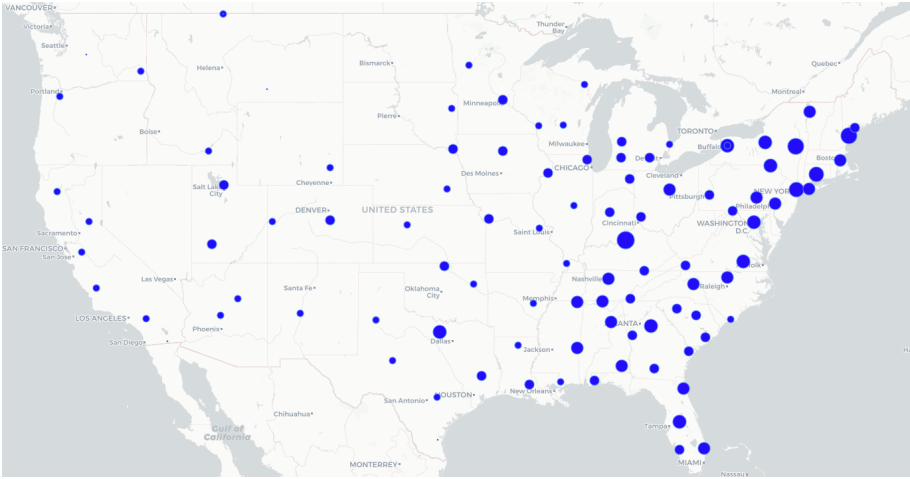 VANCOUVER
Victoria
Seattle
Thunder
Bay
Quebec
Helena
Bismarck
Portland
Minneapolis
Montreal
Pierre
TORONTO
Boise
Milwaukee
Buffalo
Boston
Salt Lake
City
Cheyenne
Des Moines
CHICAGO
Cleveland
NEW YORK
Pittsburgh
Sacramento
DENVER
UNITED STATES
Philadelphia
SAN FRANCISCO
San Jose
Saint Louis
Cincinnati
WASHINGTON
D.C.
Las Vegas
Santa Fe
Oklahoma
City
Nashville
Raleigh
LOS ANGELES
Phoenix
Memphis
San Diego
Dallas
Jackson
San Antonio
HOUSTON
New Orleans
Chihuahua
Gulf of
California
Tampa
MONTERREY
MIAMI
Nassau